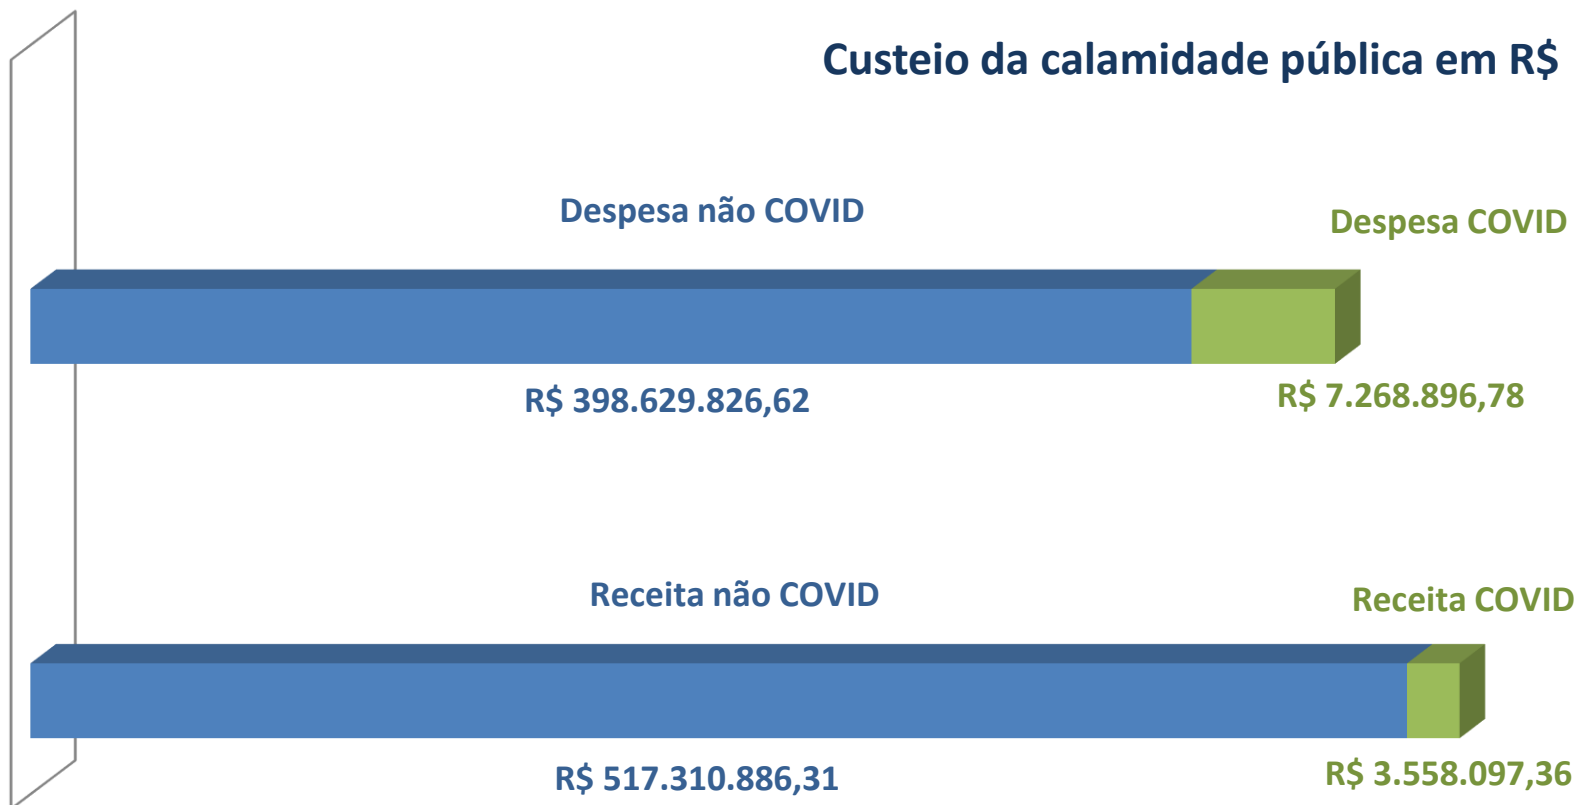 Custeio da calamidade pública em R$
Despesa não COVID
Despesa COVID
R$ 398.629.826,62
R$ 7.268.896,78
Receita não COVID
Receita COVID
R$ 517.310.886,31
R$ 3.558.097,36